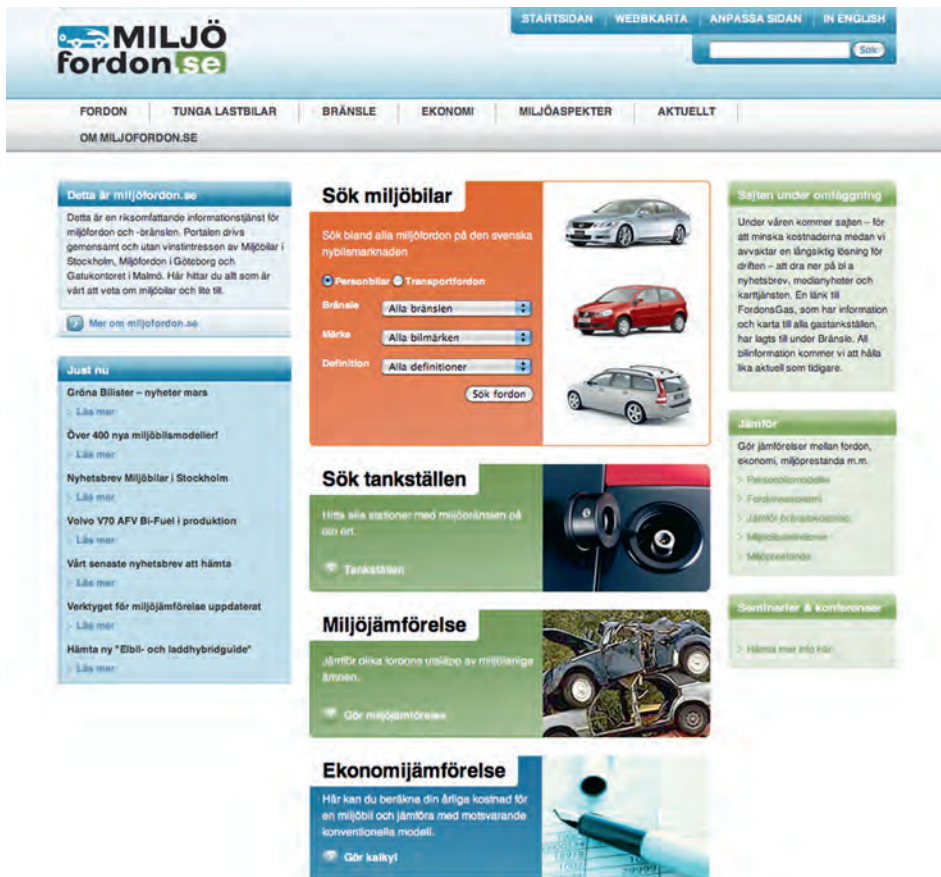 STARTSIDAN
WEBBKARTA
ANPASSA SIDAN
IN ENGLISH
MILJÖ
fordon.se
Sök
FORDON
TUNGA LASTBILAR
BRÄNSLE
EKONOMI
MILJÖASPEKTER
AKTUELLT
OM MILJOFORDON.SE
Detta är miljöfordon.se
Detta är en riksomfattande informationstjänst för
miljöfordon och -bränslen. Portalen drivs
gemensamt och utan vinstintressen av Miljöbilar i
Stockholm, Miljöfordon i Göteborg och
Gatukontoret i Malmö. Här hittar du allt som är
värt att veta om miljöbilar och lite till.
Mer om miljofordon.se
Just nu
Gröna Bilister – nyheter mars
> Läs mer
Över 400 nya miljöbilsmodeller!
> Läs mer
Nyhetsbrev Miljöbilar i Stockholm
> Läs mer
Volvo V70 AFV Bi-Fuel i produktion
> Läs mer
Vårt senaste nyhetsbrev att hämta
> Läs mer
Verktyget för miljöjämförelse uppdaterat
> Läs mer
Hämta ny "Elbil- och laddhybridguide"
> Läs mer
Sök miljöbilar
Sök bland alla miljöfordon på den svenska
nybilsmarknaden
Personbilar Transportfordon
Bränsle Alla bränslen
Märke Alla bilmärken
Definition Alla definitioner
Sök fordon
Sök tankställen
Hitta alla stationer med miljöbränslen på
din ort.
Tankställen
Miljöjämförelse
Jämför olika fordons utsläpp av miljöfarliga
ämnen.
Gör miljöjämförelse
Ekonomijämförelse
Här kan du beräkna din årliga kostnad för
en miljöbil och jämföra med motsvarande
konventionella modell.
Gör kalkyl
Sajten under omläggning
Under våren kommer sajten – för
att minska kostnaderna medan vi
avvaktar en långsiktig lösning för
driften – att dra ner på bl a
nyhetsbrev, medianyheter och
karttjänsten. En länk till
FordonsGas, som har information
och karta till alla gastankställen,
har lagts till under Bränsle. All
bilinformation kommer vi att hålla
lika aktuell som tidigare.
Jämför
Gör jämförelser mellan fordon,
ekonomi, miljöprestanda m.m.
> Personbilsmodeller
> Fordonsekonomi
> Jämför bränslekostnad
> Miljöbilsdefinitioner
> Miljöprestanda
Seminarier & konferenser
> Hämta mer info här